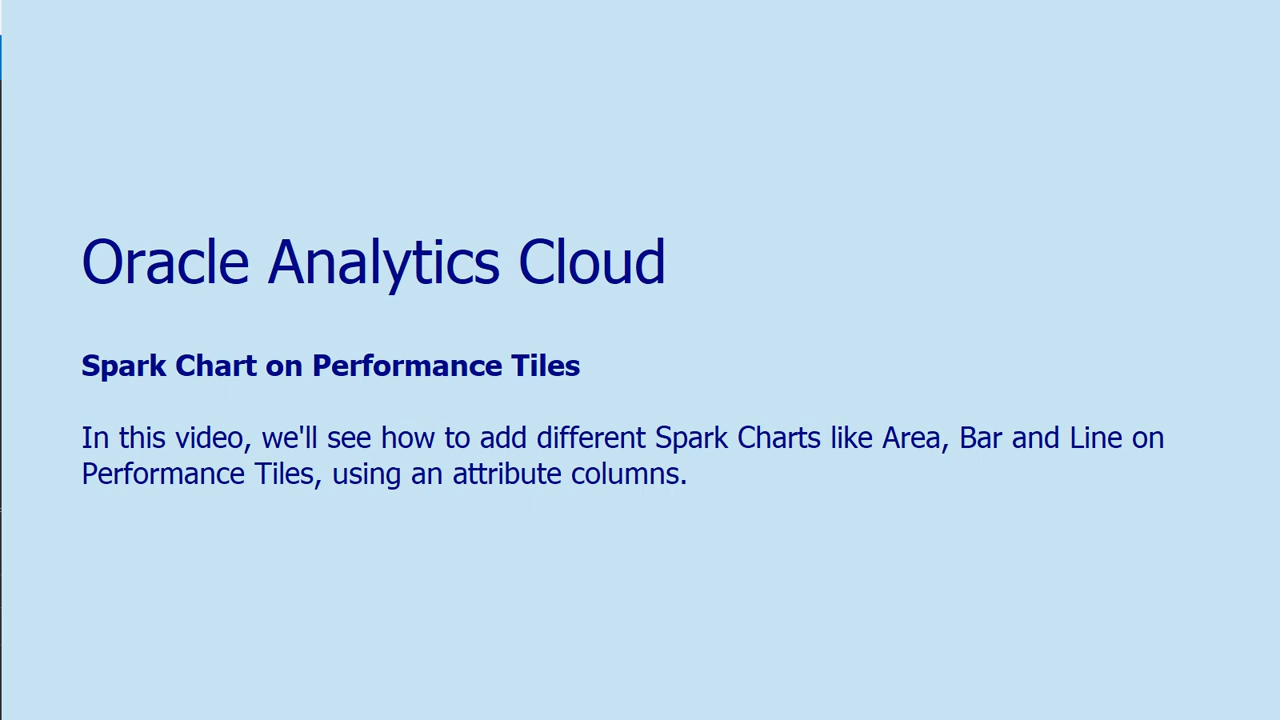 Oracle Analytics Cloud
Spark Chart on Performance Tiles
In this video, we'll see how to add different Spark Charts like Area, Bar and Line on
Performance Tiles, using an attribute columns.